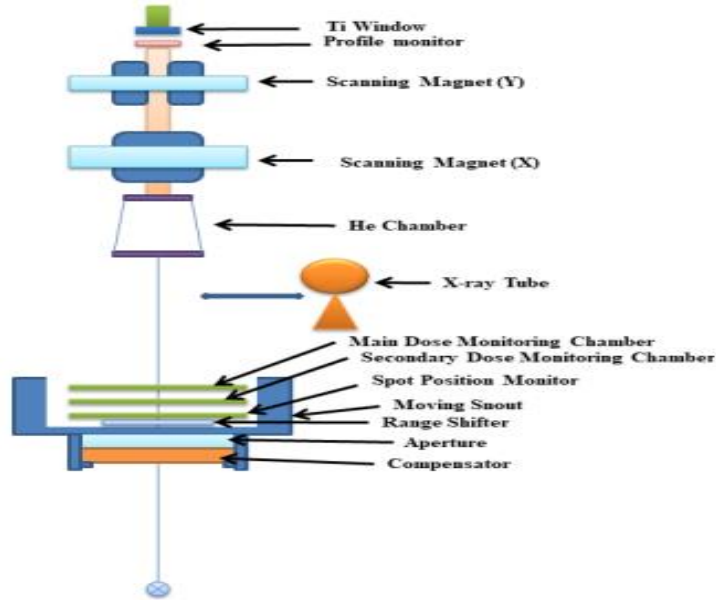 Ti Window
Profile monitor
Scanning Magnet (Y)
Scanning Magnet (X)
He Chamber
X-ray Tube
Main Dose Monitoring Chamber
Secondary Dose Monitoring Chamber
Spot Position Monitor
Moving Snout
Range Shifter
Aperture
Compensator